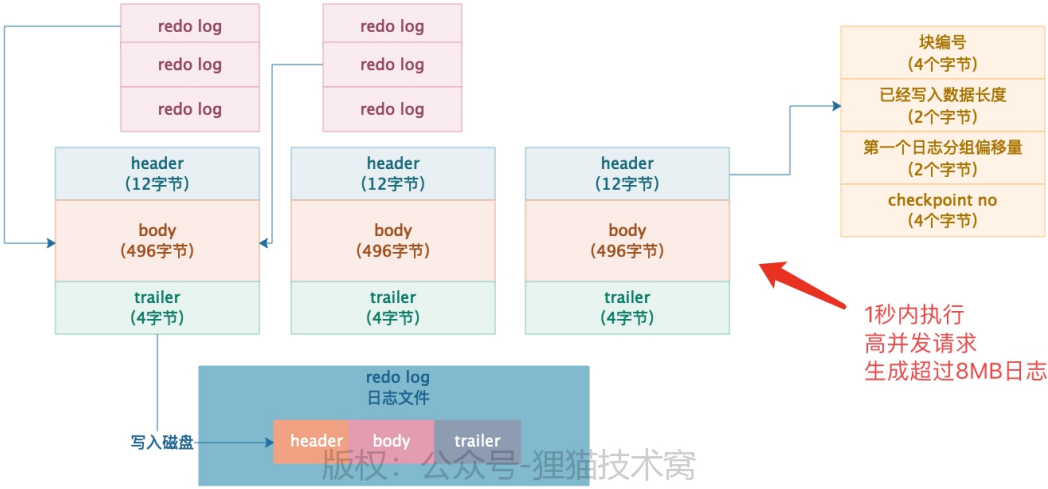 redo log
redo log
redo log
redo log
redo log
redo log
块编号
(4个字节)
已经写入数据长度
(2个字节)
第一个日志分组偏移量
(2个字节)
checkpoint no
(4个字节)
header
(12字节)
body
(496字节)
trailer
(4字节)
header
(12字节)
body
(496字节)
trailer
(4字节)
header
(12字节)
body
(496字节)
trailer
(4字节)
1秒内执行
高并发请求
生成超过8MB日志
redo log
日志文件
写入磁盘
header
body
trailer
版权：公众号-狸猫技术窝